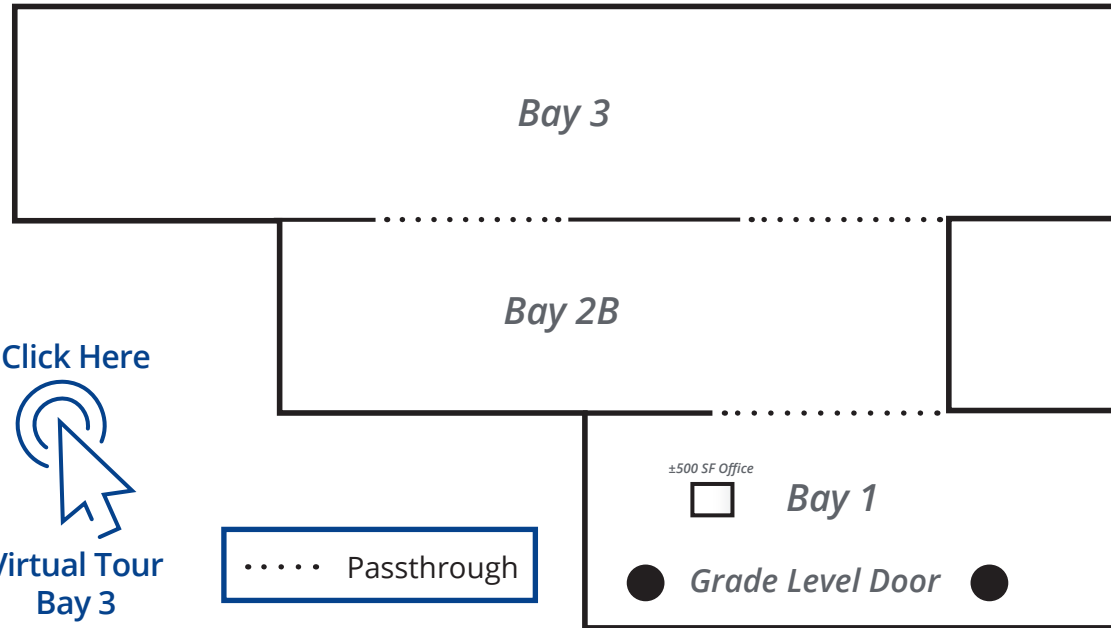 Bay 3
Bay 2B
Click Here
±500 SF Office
Bay 1
Virtual Tour
Bay 3
····· Passthrough
Grade Level Door